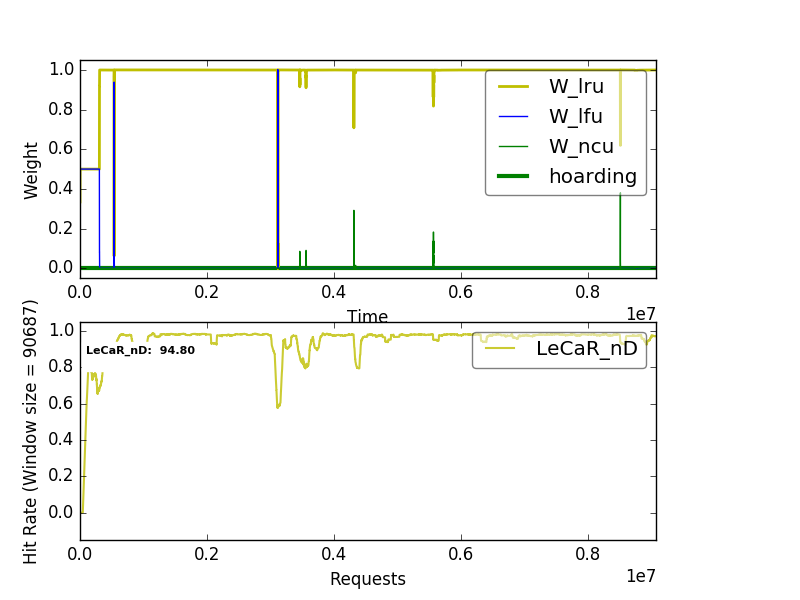 1.0
0.8
0.6
0.4
0.2
0.0
Weight
W_lru
W_lfu
W_ncu
hoarding
0.0 0.2 0.4 0.6 0.8
1e7
Time
1.0
0.8
0.6
0.4
0.2
0.0
Hit Rate (Window size = 90687)
LeCaR_nD: 94.80
LeCaR_nD
0.0 0.2 0.4 0.6 0.8
1e7
Requests